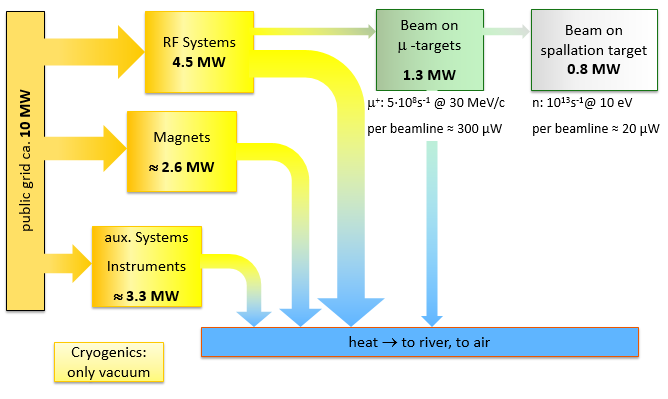 public grid ca. 10 MW
RF Systems
4.5 MW
Beam on
μ -targets
1.3 MW
Beam on
spallation target
0.8 MW
μ⁺: 5·10⁸s⁻¹ @ 30 MeV/c
per beamline ≈ 300 μW
n: 10¹³s⁻¹@ 10 eV
per beamline ≈ 20 μW
Magnets
≈ 2.6 MW
aux. Systems
Instruments
≈ 3.3 MW
heat → to river, to air
Cryogenics:
only vacuum